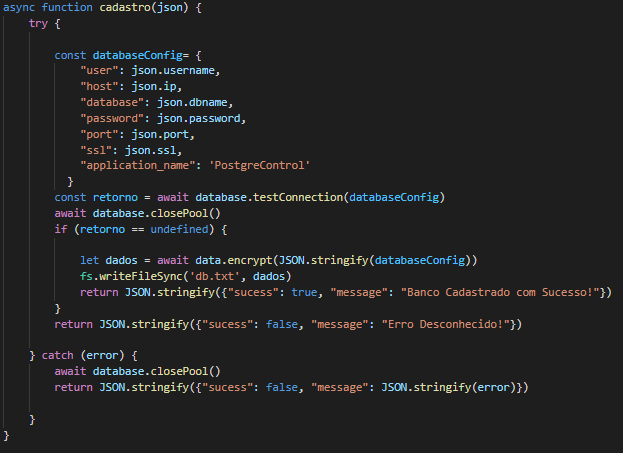 async function cadastro(json) {
try {
const databaseConfig= {
"user": json.username,
"host": json.ip,
"database": json.dbname,
"password": json.password,
"port": json.port,
"ssl": json.ssl,
"application_name": 'PostgreControl'
}
const retorno = await database.testConnection(databaseConfig)
await database.closePool()
if (retorno == undefined) {
let dados = await data.encrypt(JSON.stringify(databaseConfig))
fs.writeFileSync('db.txt', dados)
return JSON.stringify({"sucess": true, "message": "Banco Cadastrado com Sucesso!"})
}
return JSON.stringify({"sucess": false, "message": "Erro Desconhecido!"})
} catch (error) {
await database.closePool()
return JSON.stringify({"sucess": false, "message": JSON.stringify(error)})
}
}